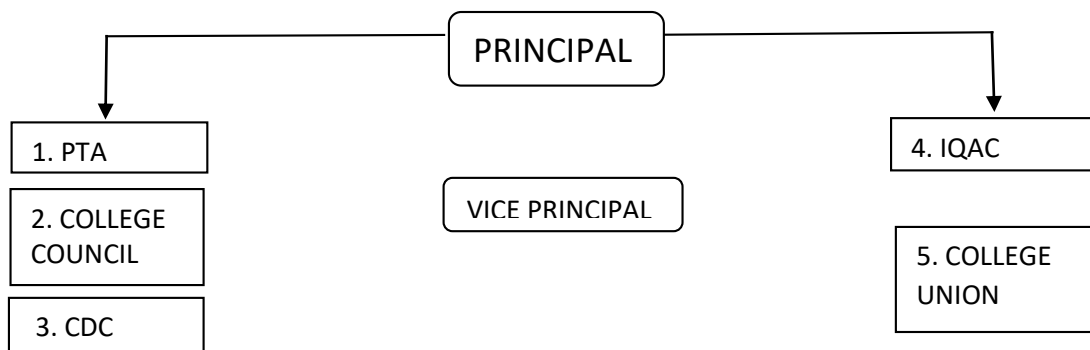 PRINCIPAL
1. PTA
4. IQAC
2. COLLEGE
COUNCIL
VICE PRINCIPAL
5. COLLEGE
UNION
3. CDC